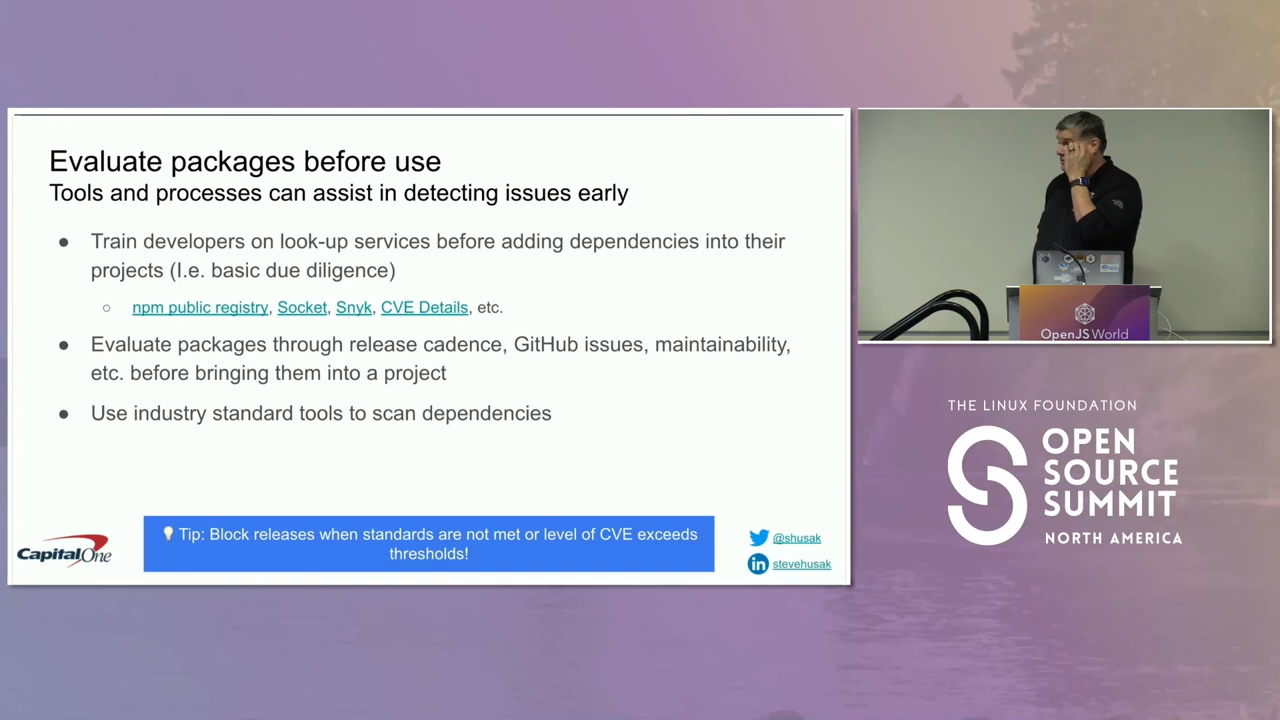 Evaluate packages before use
Tools and processes can assist in detecting issues early
● Train developers on look-up services before adding dependencies into their
projects (I.e. basic due diligence)
○ npm public registry, Socket, Snyk, CVE Details, etc.
● Evaluate packages through release cadence, GitHub issues, maintainability,
etc. before bringing them into a project
● Use industry standard tools to scan dependencies
💡Tip: Block releases when standards are not met or level of CVE exceeds
thresholds!
CapitalOne
@shusak
stevehusak
OpenJS World
THE LINUX FOUNDATION
OPEN
SOURCE
SUMMIT
NORTH AMERICA